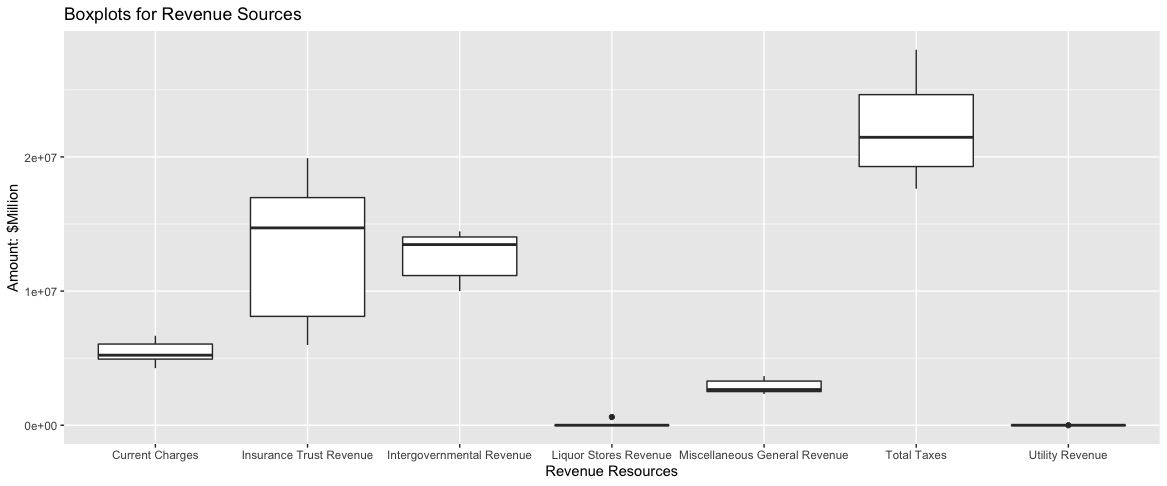 Boxplots for Revenue Sources
Amount: $Million
2e+07
1e+07
0e+00
Current Charges Insurance Trust Revenue Intergovernmental Revenue Liquor Stores Revenue Miscellaneous General Revenue Total Taxes Utility Revenue
Revenue Resources